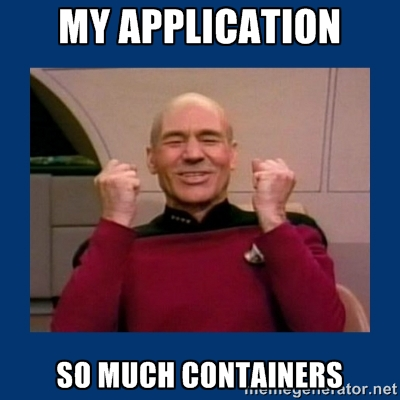 MY APPLICATION
SO MUCH CONTAINERS
memegenerator.net